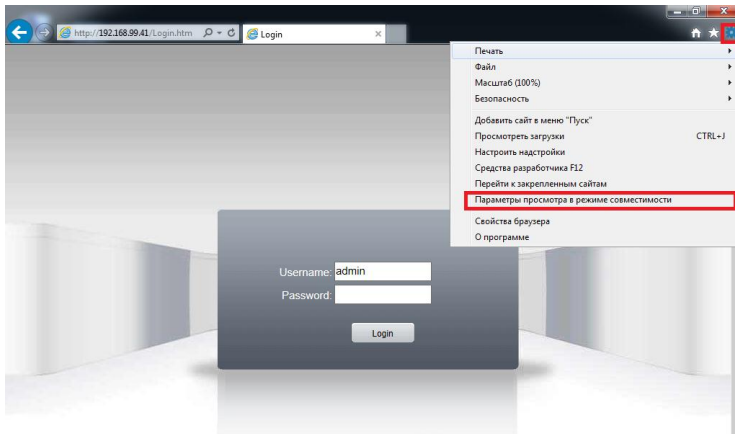 http://192.168.99.41/Login.htm
Login
Печать
Файл
Масштаб (100%)
Безопасность
Добавить сайт в меню "Пуск"
Просмотреть загрузки CTRL+J
Настроить надстройки
Средства разработчика F12
Перейти к закрепленным сайтам
Параметры просмотра в режиме совместимости
Свойства браузера
О программе
Username: admin
Password:
Login